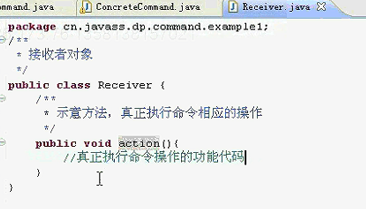 ommand.java ConcreteCommand.java Receiver.java
package cn.javass.dp.command.example1;
/**
 * 接收者对象
 */
public class Receiver {
/**
 * 示意方法，真正执行命令相应的操作
 */
public void action(){
//真正执行命令操作的功能代码
}
}